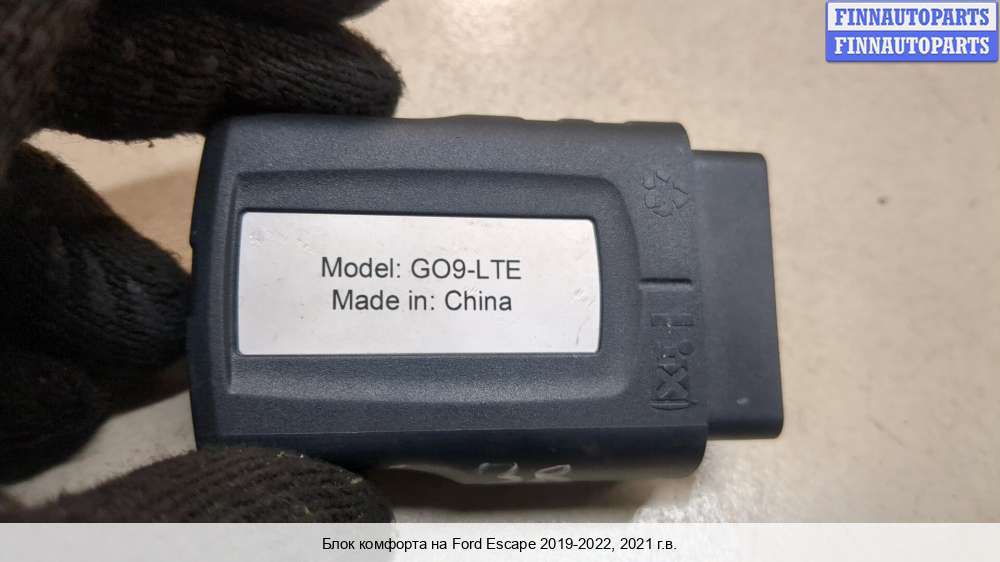 FINNAUTOPARTS
FINNAUTOPARTS
Model: GO9-LTE
Made in: China
Блок комфорта на Ford Escape 2019-2022, 2021 г.в.